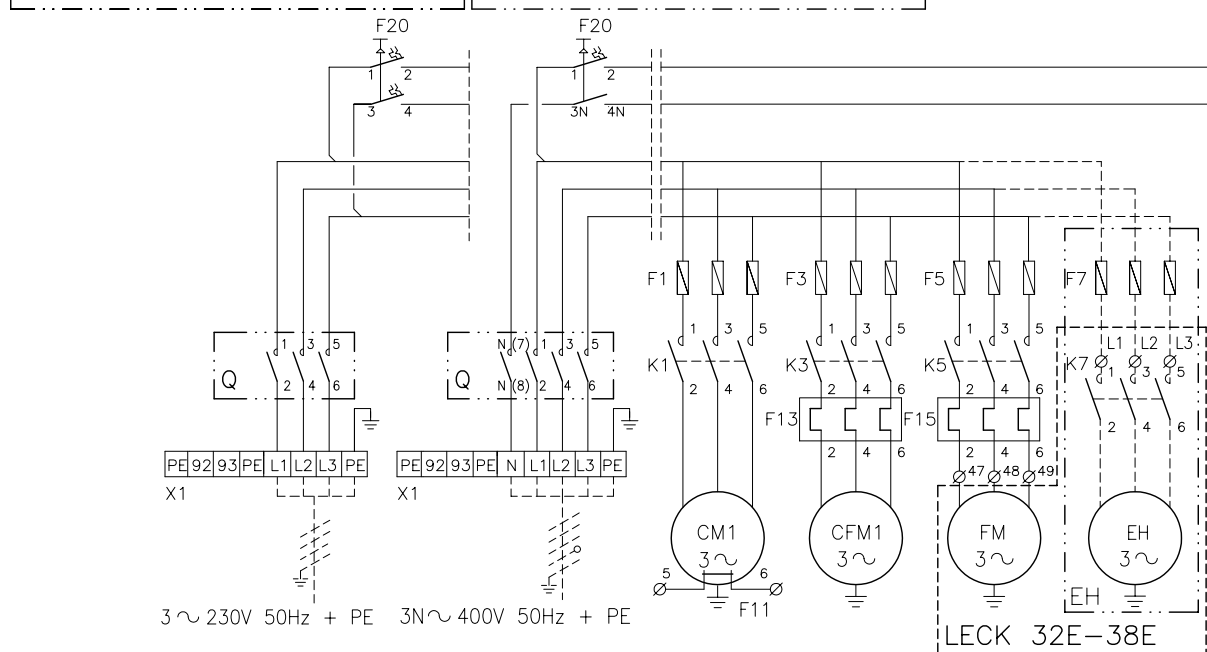 F20 F20
1 2 1 2
3 4 3N 4N
F1 F3 F5 F7
1 3 5 1 3 5 1 3 5 L1 L2 L3
Q 1 3 5 Q N (7) 1 3 5 K1 K3 K5 K7 1 3 5
2 4 6 N (8) 2 4 6 2 4 6 2 4 6 2 4 6
F13 F15 2 4 6
2 4 6 2 4 6
PE 92 93 PE L1 L2 L3 PE PE 92 93 PE N L1 L2 L3 PE 47 48 49
X1 X1
CM1 CFM1 FM EH
3~ 3~ 3~ 3~
5 6
F11 EH
3~230V 50Hz + PE 3N~400V 50Hz + PE
LECK 32E-38E